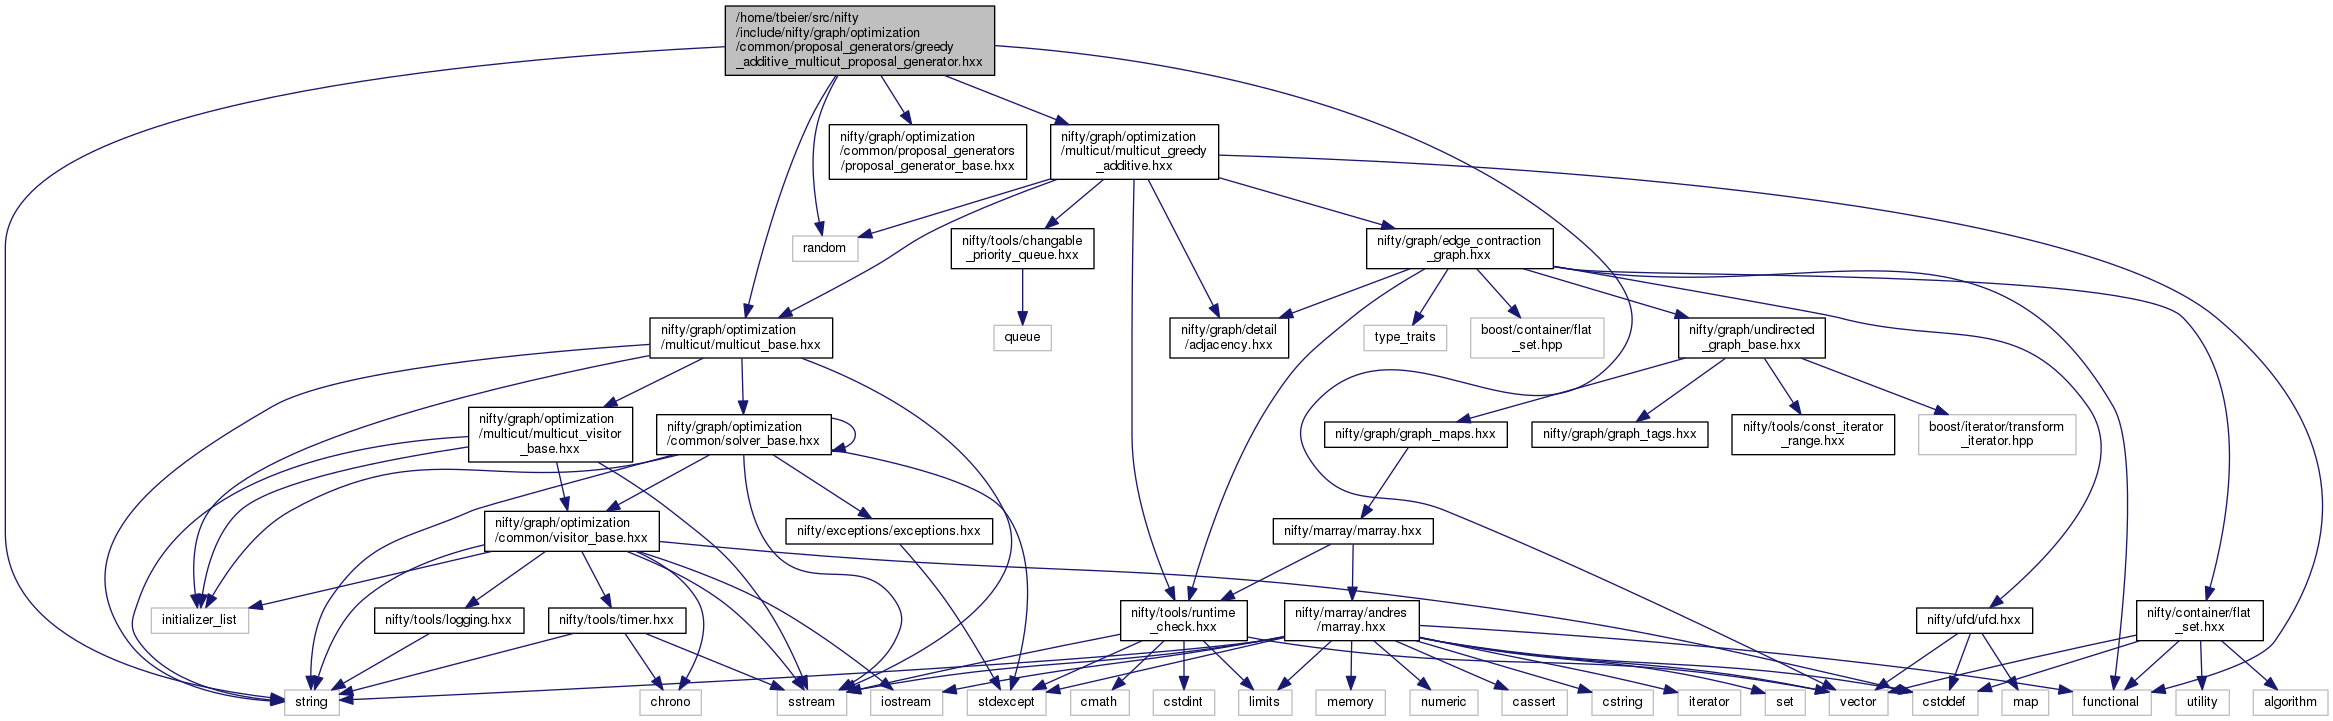 /home/tbeier/src/nifty
/include/nifty/graph/optimization
/common/proposal_generators/greedy
_additive_multicut_proposal_generator.hxx
nifty/graph/optimization
/common/proposal_generators
/proposal_generator_base.hxx
nifty/graph/optimization
/multicut/multicut_greedy
_additive.hxx
random
nifty/tools/changable
_priority_queue.hxx
nifty/graph/edge_contraction
_graph.hxx
nifty/graph/optimization
/multicut/multicut_base.hxx
queue
nifty/graph/detail
/adjacency.hxx
type_traits
boost/container/flat
_set.hpp
nifty/graph/undirected
_graph_base.hxx
nifty/graph/optimization
/multicut/multicut_visitor
_base.hxx
nifty/graph/optimization
/common/solver_base.hxx
nifty/graph/graph_maps.hxx
nifty/graph/graph_tags.hxx
nifty/tools/const_iterator
_range.hxx
boost/iterator/transform
_iterator.hpp
nifty/graph/optimization
/common/visitor_base.hxx
nifty/exceptions/exceptions.hxx
nifty/marray/marray.hxx
initializer_list
nifty/tools/logging.hxx
nifty/tools/timer.hxx
nifty/tools/runtime
_check.hxx
nifty/marray/andres
/marray.hxx
nifty/ufd/ufd.hxx
nifty/container/flat
_set.hxx
string
chrono
sstream
iostream
stdexcept
cmath
cstdint
limits
memory
numeric
cassert
cstring
iterator
set
vector
cstddef
map
functional
utility
algorithm